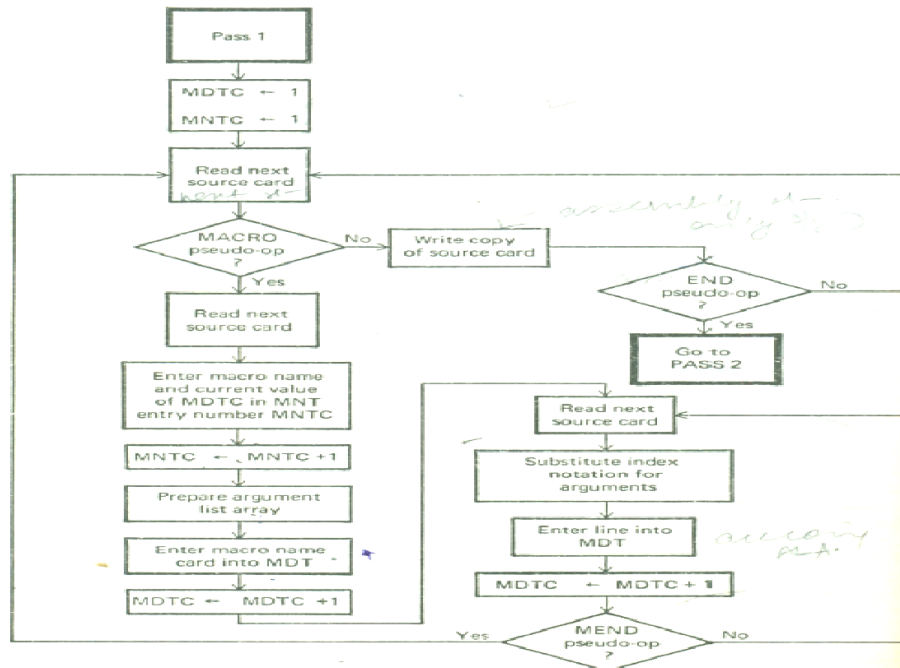 Pass 1
MDTC ← 1
MNTC ← 1
Read next
source card
next st-
MACRO
pseudo-op
?
No
Write copy
of source card
Yes
END
pseudo-op
?
No
Yes
Go to
PASS 2
Read next
source card
Enter macro name
and current value
of MDTC in MNT
entry number MNTC
MNTC ← MNTC +1
Prepare argument
list array
Enter macro name
card into MDT
MDTC ← MDTC +1
Read next
source card
Substitute index
notation for
arguments
Enter line into
MDT
MDTC ← MDTC + 1
MEND
pseudo-op
?
Yes
No